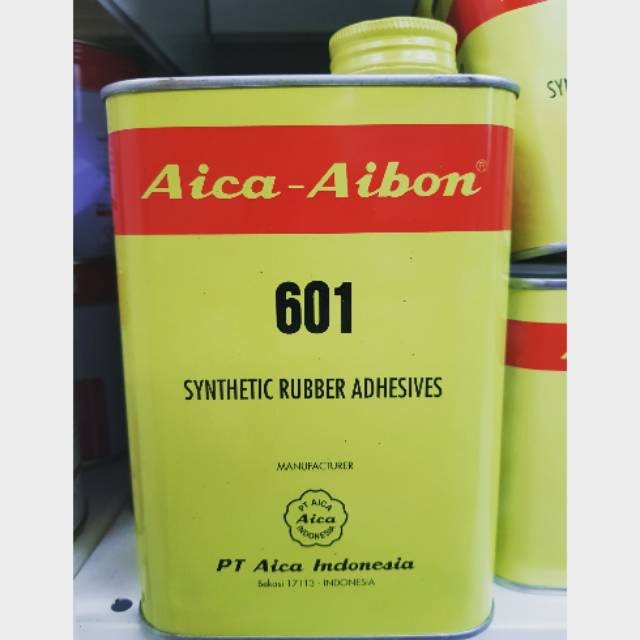 Aica-Aibon®
601
SYNTHETIC RUBBER ADHESIVES
MANUFACTURER
PT AICA
Aica
INDONESIA
PT Aica Indonesia
Bekasi 17113 - INDONESIA